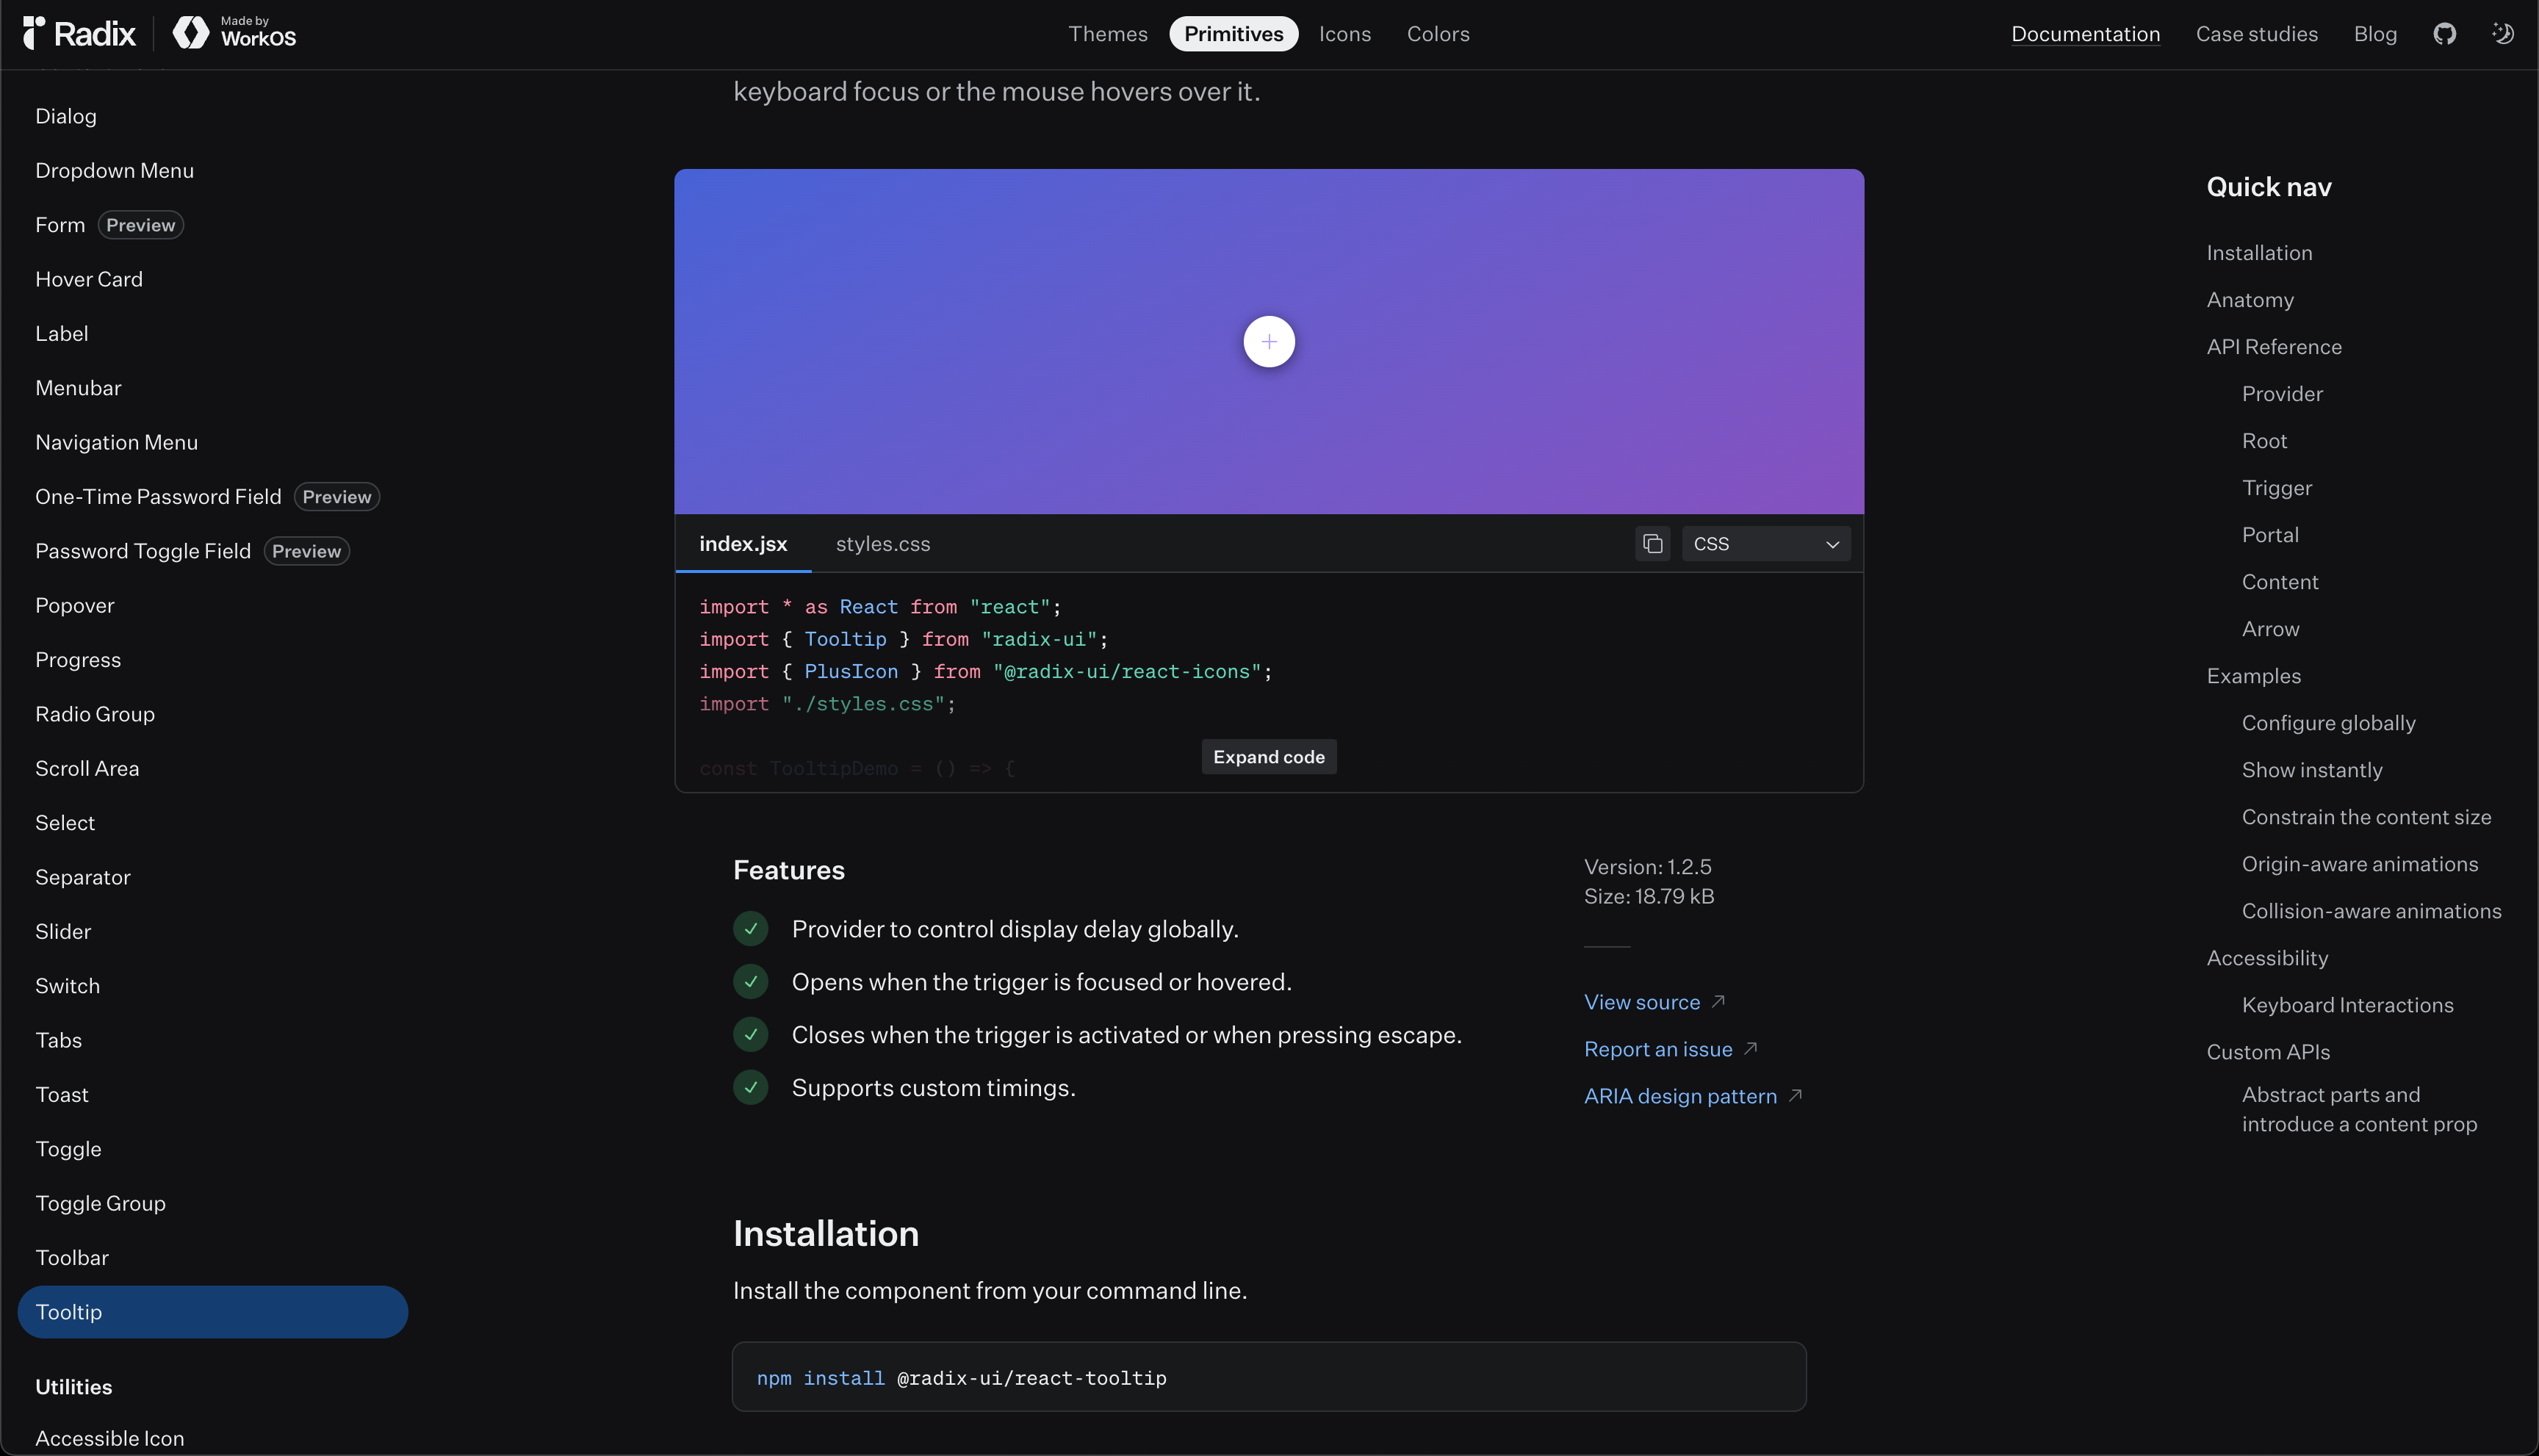 Radix
Made by
WorkOS
Themes
Primitives
Icons
Colors
Documentation
Case studies
Blog
Dialog
Dropdown Menu
Form Preview
Hover Card
Label
Menubar
Navigation Menu
One-Time Password Field Preview
Password Toggle Field Preview
Popover
Progress
Radio Group
Scroll Area
Select
Separator
Slider
Switch
Tabs
Toast
Toggle
Toggle Group
Toolbar
Tooltip
Utilities
Accessible Icon
keyboard focus or the mouse hovers over it.
index.jsx
styles.css
CSS
import * as React from "react";
import { Tooltip } from "radix-ui";
import { PlusIcon } from "@radix-ui/react-icons";
import "./styles.css";
const TooltipDemo = () => {
Expand code
Features
Provider to control display delay globally.
Opens when the trigger is focused or hovered.
Closes when the trigger is activated or when pressing escape.
Supports custom timings.
Version: 1.2.5
Size: 18.79 kB
View source
Report an issue
ARIA design pattern
Installation
Install the component from your command line.
npm install @radix-ui/react-tooltip
Quick nav
Installation
Anatomy
API Reference
Provider
Root
Trigger
Portal
Content
Arrow
Examples
Configure globally
Show instantly
Constrain the content size
Origin-aware animations
Collision-aware animations
Accessibility
Keyboard Interactions
Custom APIs
Abstract parts and
introduce a content prop